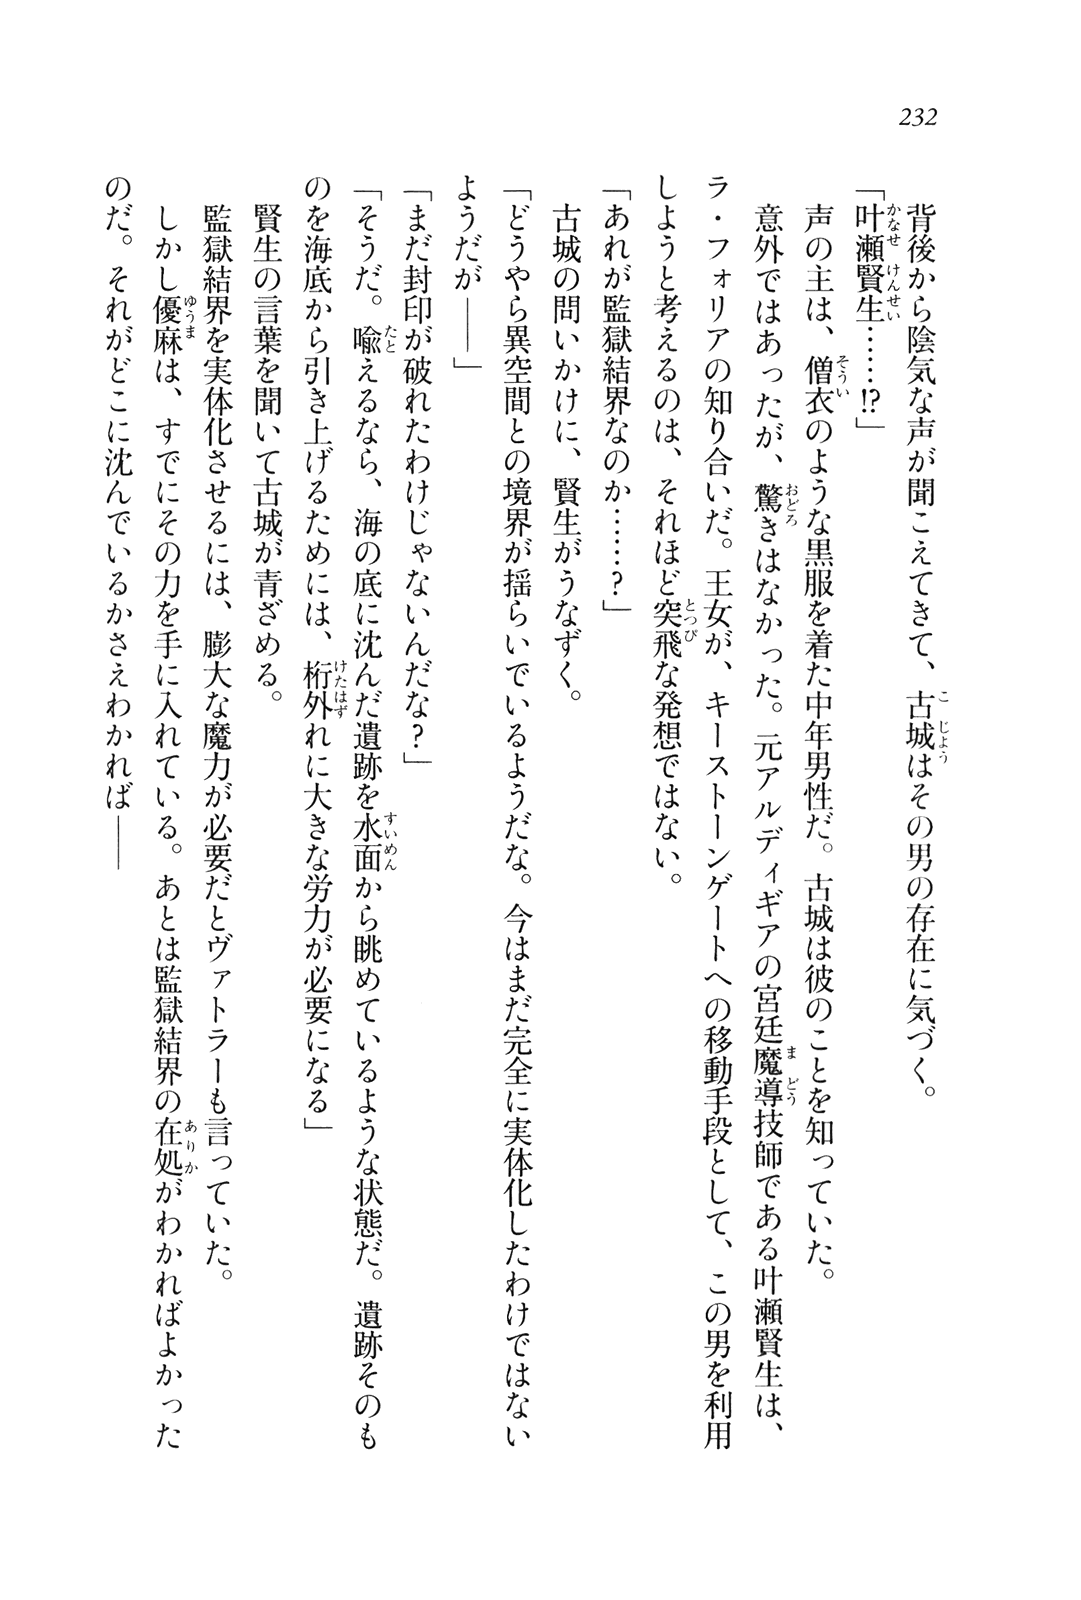 232
背後から陰気な声が聞こえてきて、古城はその男の存在に気づく。
「叶瀬賢生……!?」
声の主は、僧衣のような黒服を着た中年男性だ。古城は彼のことを知っていた。
意外ではあったが、驚きはなかった。元アルディギアの宮廷魔導技師である叶瀬賢生は、
ラ・フォリアの知り合いだ。王女が、キーストーンゲートへの移動手段として、この男を利用
しようと考えるのは、それほど突飛な発想ではない。
「あれが監獄結界なのか……?」
古城の問いかけに、賢生がうなずく。
「どうやら異空間との境界が揺らいでいるようだな。今はまだ完全に実体化したわけではない
ようだが――」
「まだ封印が破れたわけじゃないんだな?」
「そうだ。喩えるなら、海の底に沈んだ遺跡を水面から眺めているような状態だ。遺跡そのも
のを海底から引き上げるためには、桁外れに大きな労力が必要になる」
賢生の言葉を聞いて古城が青ざめる。
監獄結界を実体化させるには、膨大な魔力が必要だとヴァトラーも言っていた。
しかし優麻は、すでにその力を手に入れている。あとは監獄結界の在処がわかればよかった
のだ。それがどこに沈んでいるかさえわかれば――